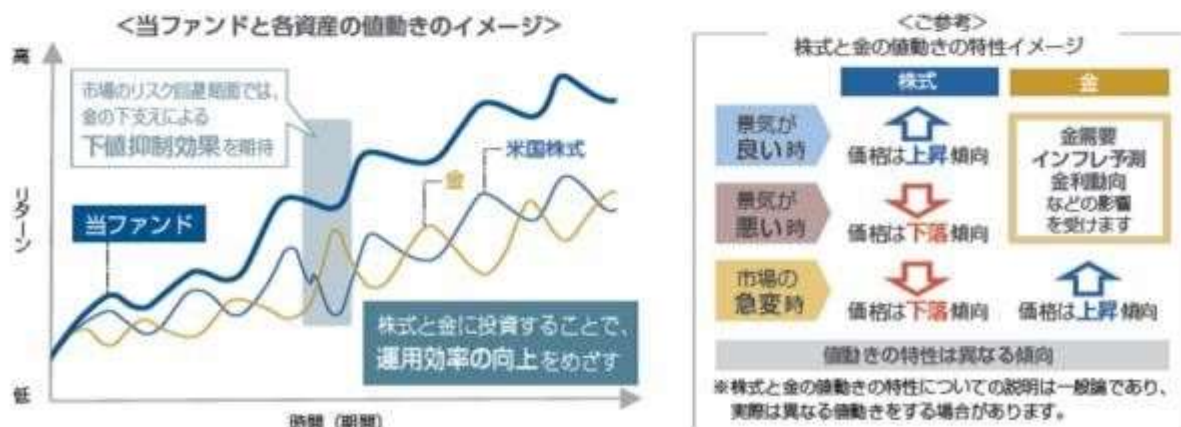 <当ファンドと各資産の値動きのイメージ>
高
市場のリスク回避局面では、
金の下支えによる
下値抑制効果を期待
米国株式
金
リターン
当ファンド
株式と金に投資することで、
運用効率の向上をめざす
低
時間（期間）
<ご参考>
株式と金の値動きの特性イメージ
株式
金
景気が
良い時
価格は上昇傾向
金需要
インフレ予測
金利動向
などの影響
を受けます
景気が
悪い時
価格は下落傾向
市場の
急変時
価格は下落傾向
価格は上昇傾向
値動きの特性は異なる傾向
※株式と金の値動きの特性についての説明は一般論であり、
実際は異なる値動きをする場合があります。